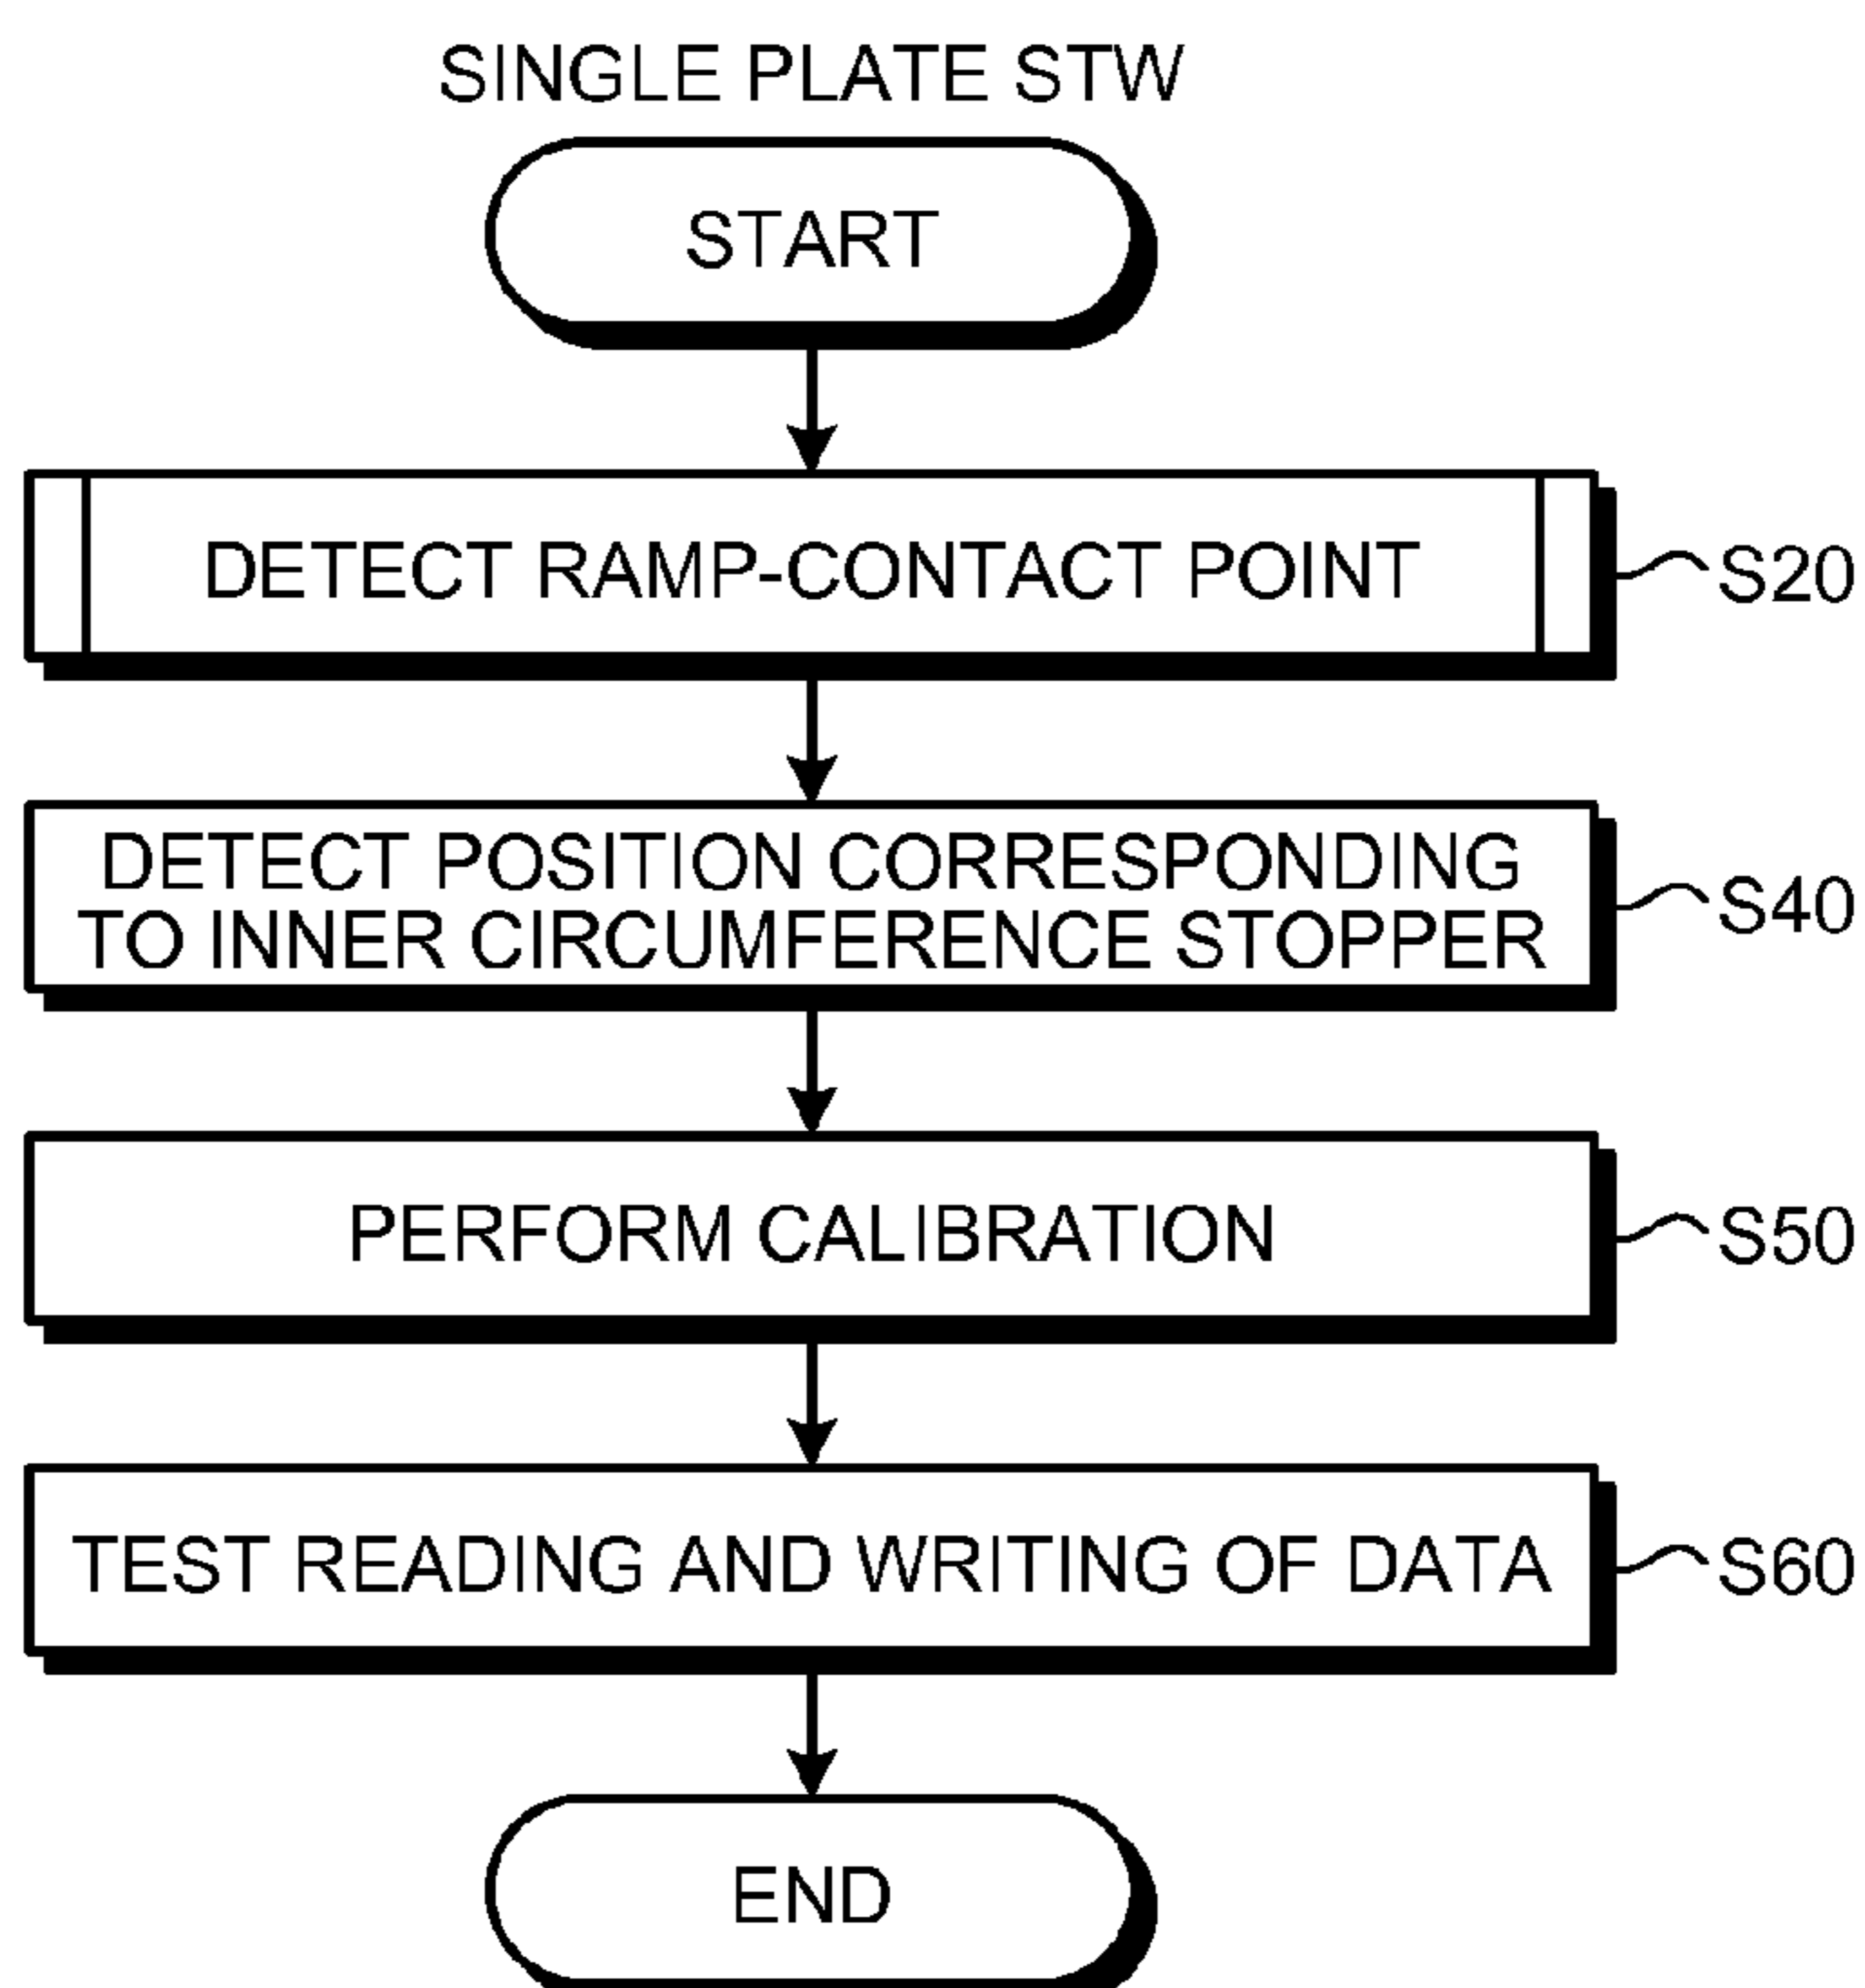 SINGLE PLATE STW
START
DETECT RAMP-CONTACT POINT
S20
DETECT POSITION CORRESPONDING
TO INNER CIRCUMFERENCE STOPPER
S40
PERFORM CALIBRATION
S50
TEST READING AND WRITING OF DATA
S60
END